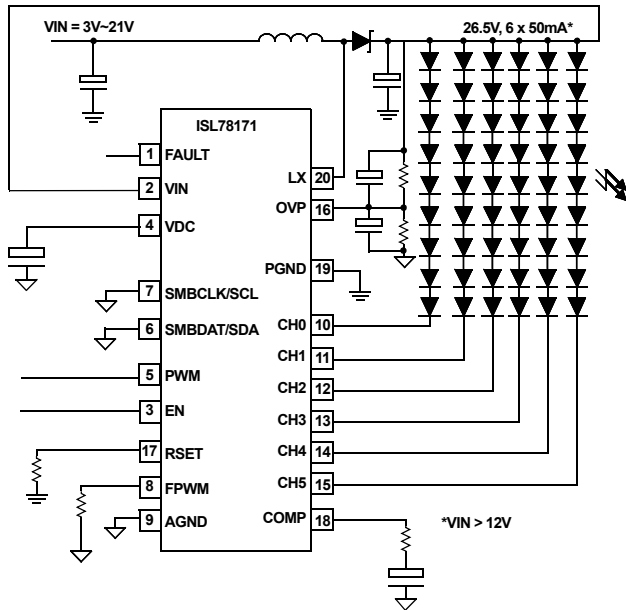 VIN = 3V~21V
26.5V, 6 x 50mA*
ISL78171
1 FAULT
2 VIN
4 VDC
7 SMBCLK/SCL
6 SMBDAT/SDA
5 PWM
3 EN
17 RSET
8 FPWM
9 AGND
LX 20
OVP 16
PGND 19
CH0 10
CH1 11
CH2 12
CH3 13
CH4 14
CH5 15
COMP 18
*VIN > 12V